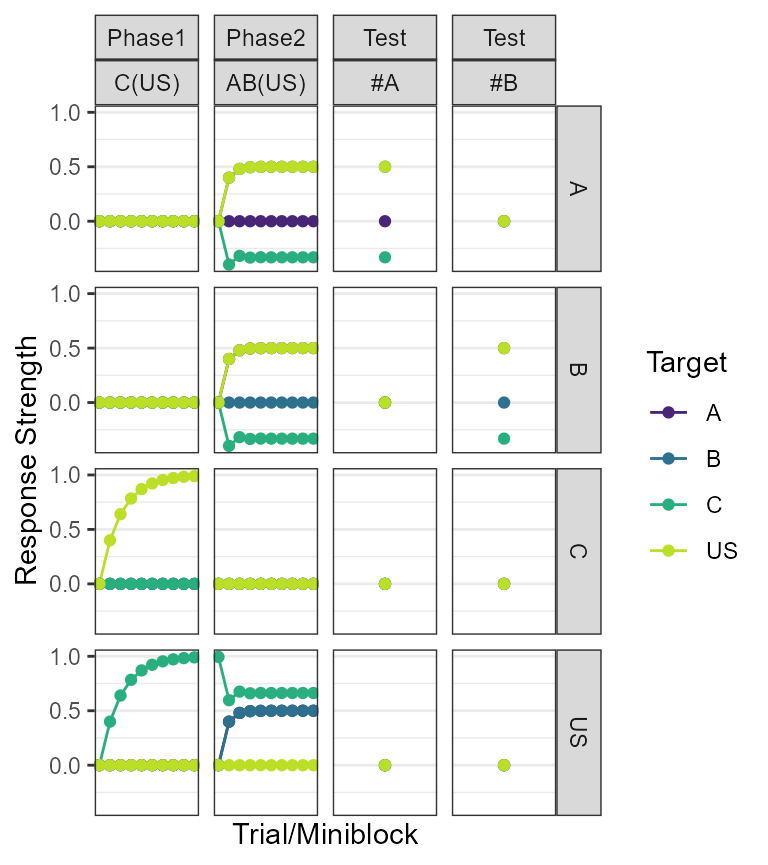 Phase1 Phase2 Test Test
C(US) AB(US) #A #B
1.0
0.5
0.0
A
1.0
0.5
0.0
B
1.0
0.5
0.0
C
1.0
0.5
0.0
US
Response Strength
Trial/Miniblock
Target
A
B
C
US